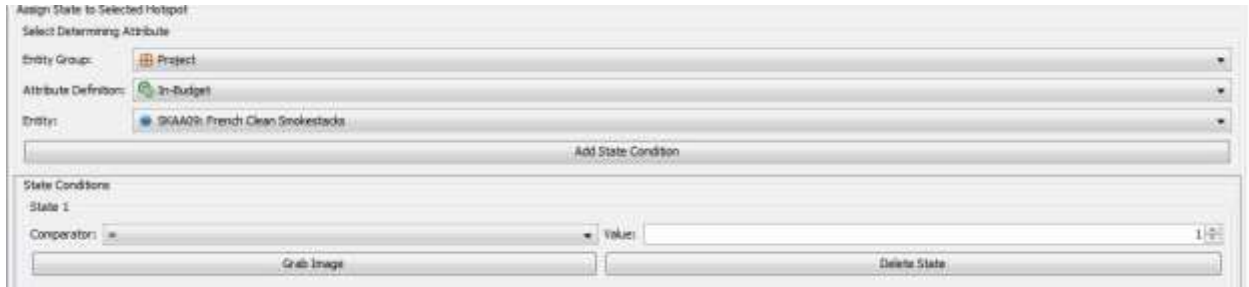 Assign State to Selected Hotspot
Select Determining Attribute
Entity Group: Project
Attribute Definition: In-Budget
Entity: SKAA09: French Clean Smokestacks
Add State Condition
State Conditions
State 1
Comparator: = Value: 1
Grab Image Delete State